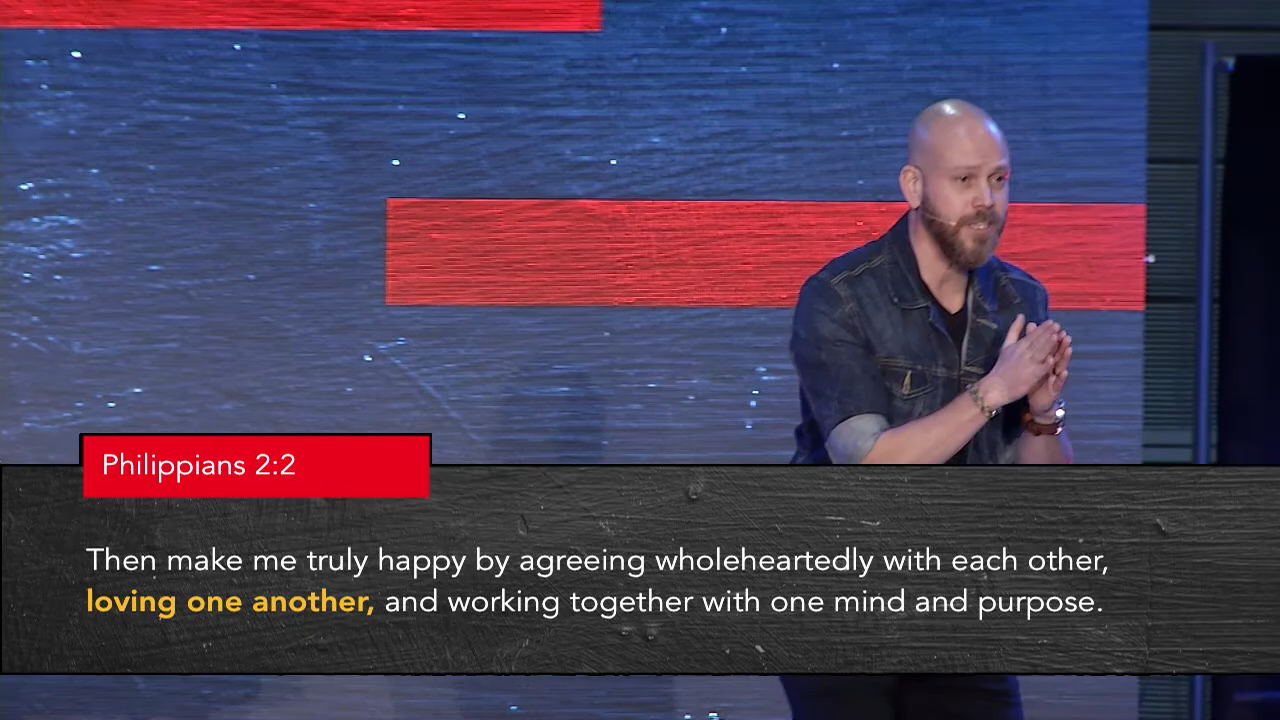 Philippians 2:2
Then make me truly happy by agreeing wholeheartedly with each other,
loving one another, and working together with one mind and purpose.